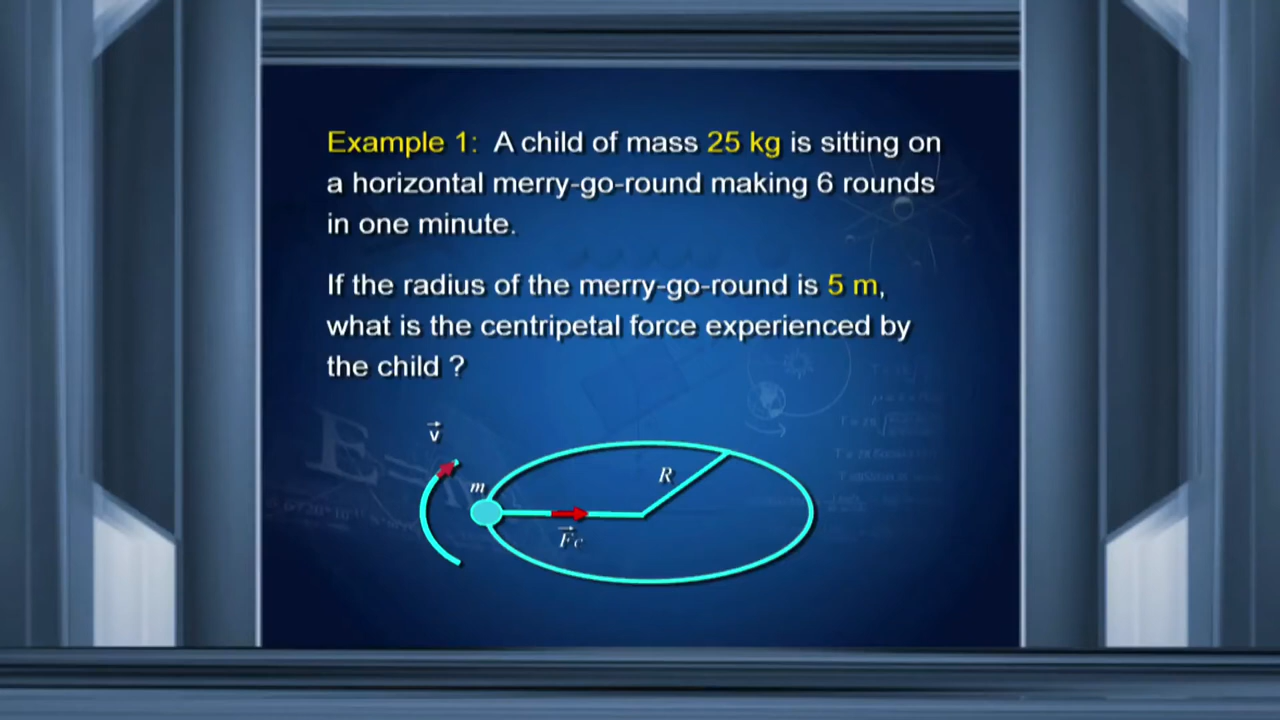 Example 1: A child of mass 25 kg is sitting on
a horizontal merry-go-round making 6 rounds
in one minute.
If the radius of the merry-go-round is 5 m,
what is the centripetal force experienced by
the child ?
v
m
R
Fc